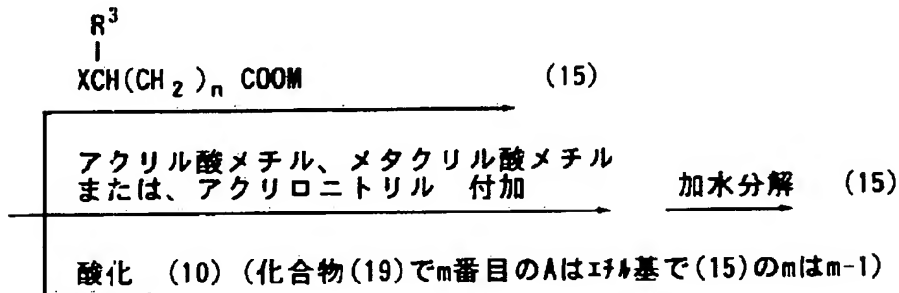 R³
XCH(CH₂)ₙ COOM (15)
アクリル酸メチル、メタクリル酸メチル
または、アクリロニトリル 付加 加水分解 (15)
酸化 (10) (化合物(19)でm番目のAはｴﾁﾙ基で(15)のmはm-1)